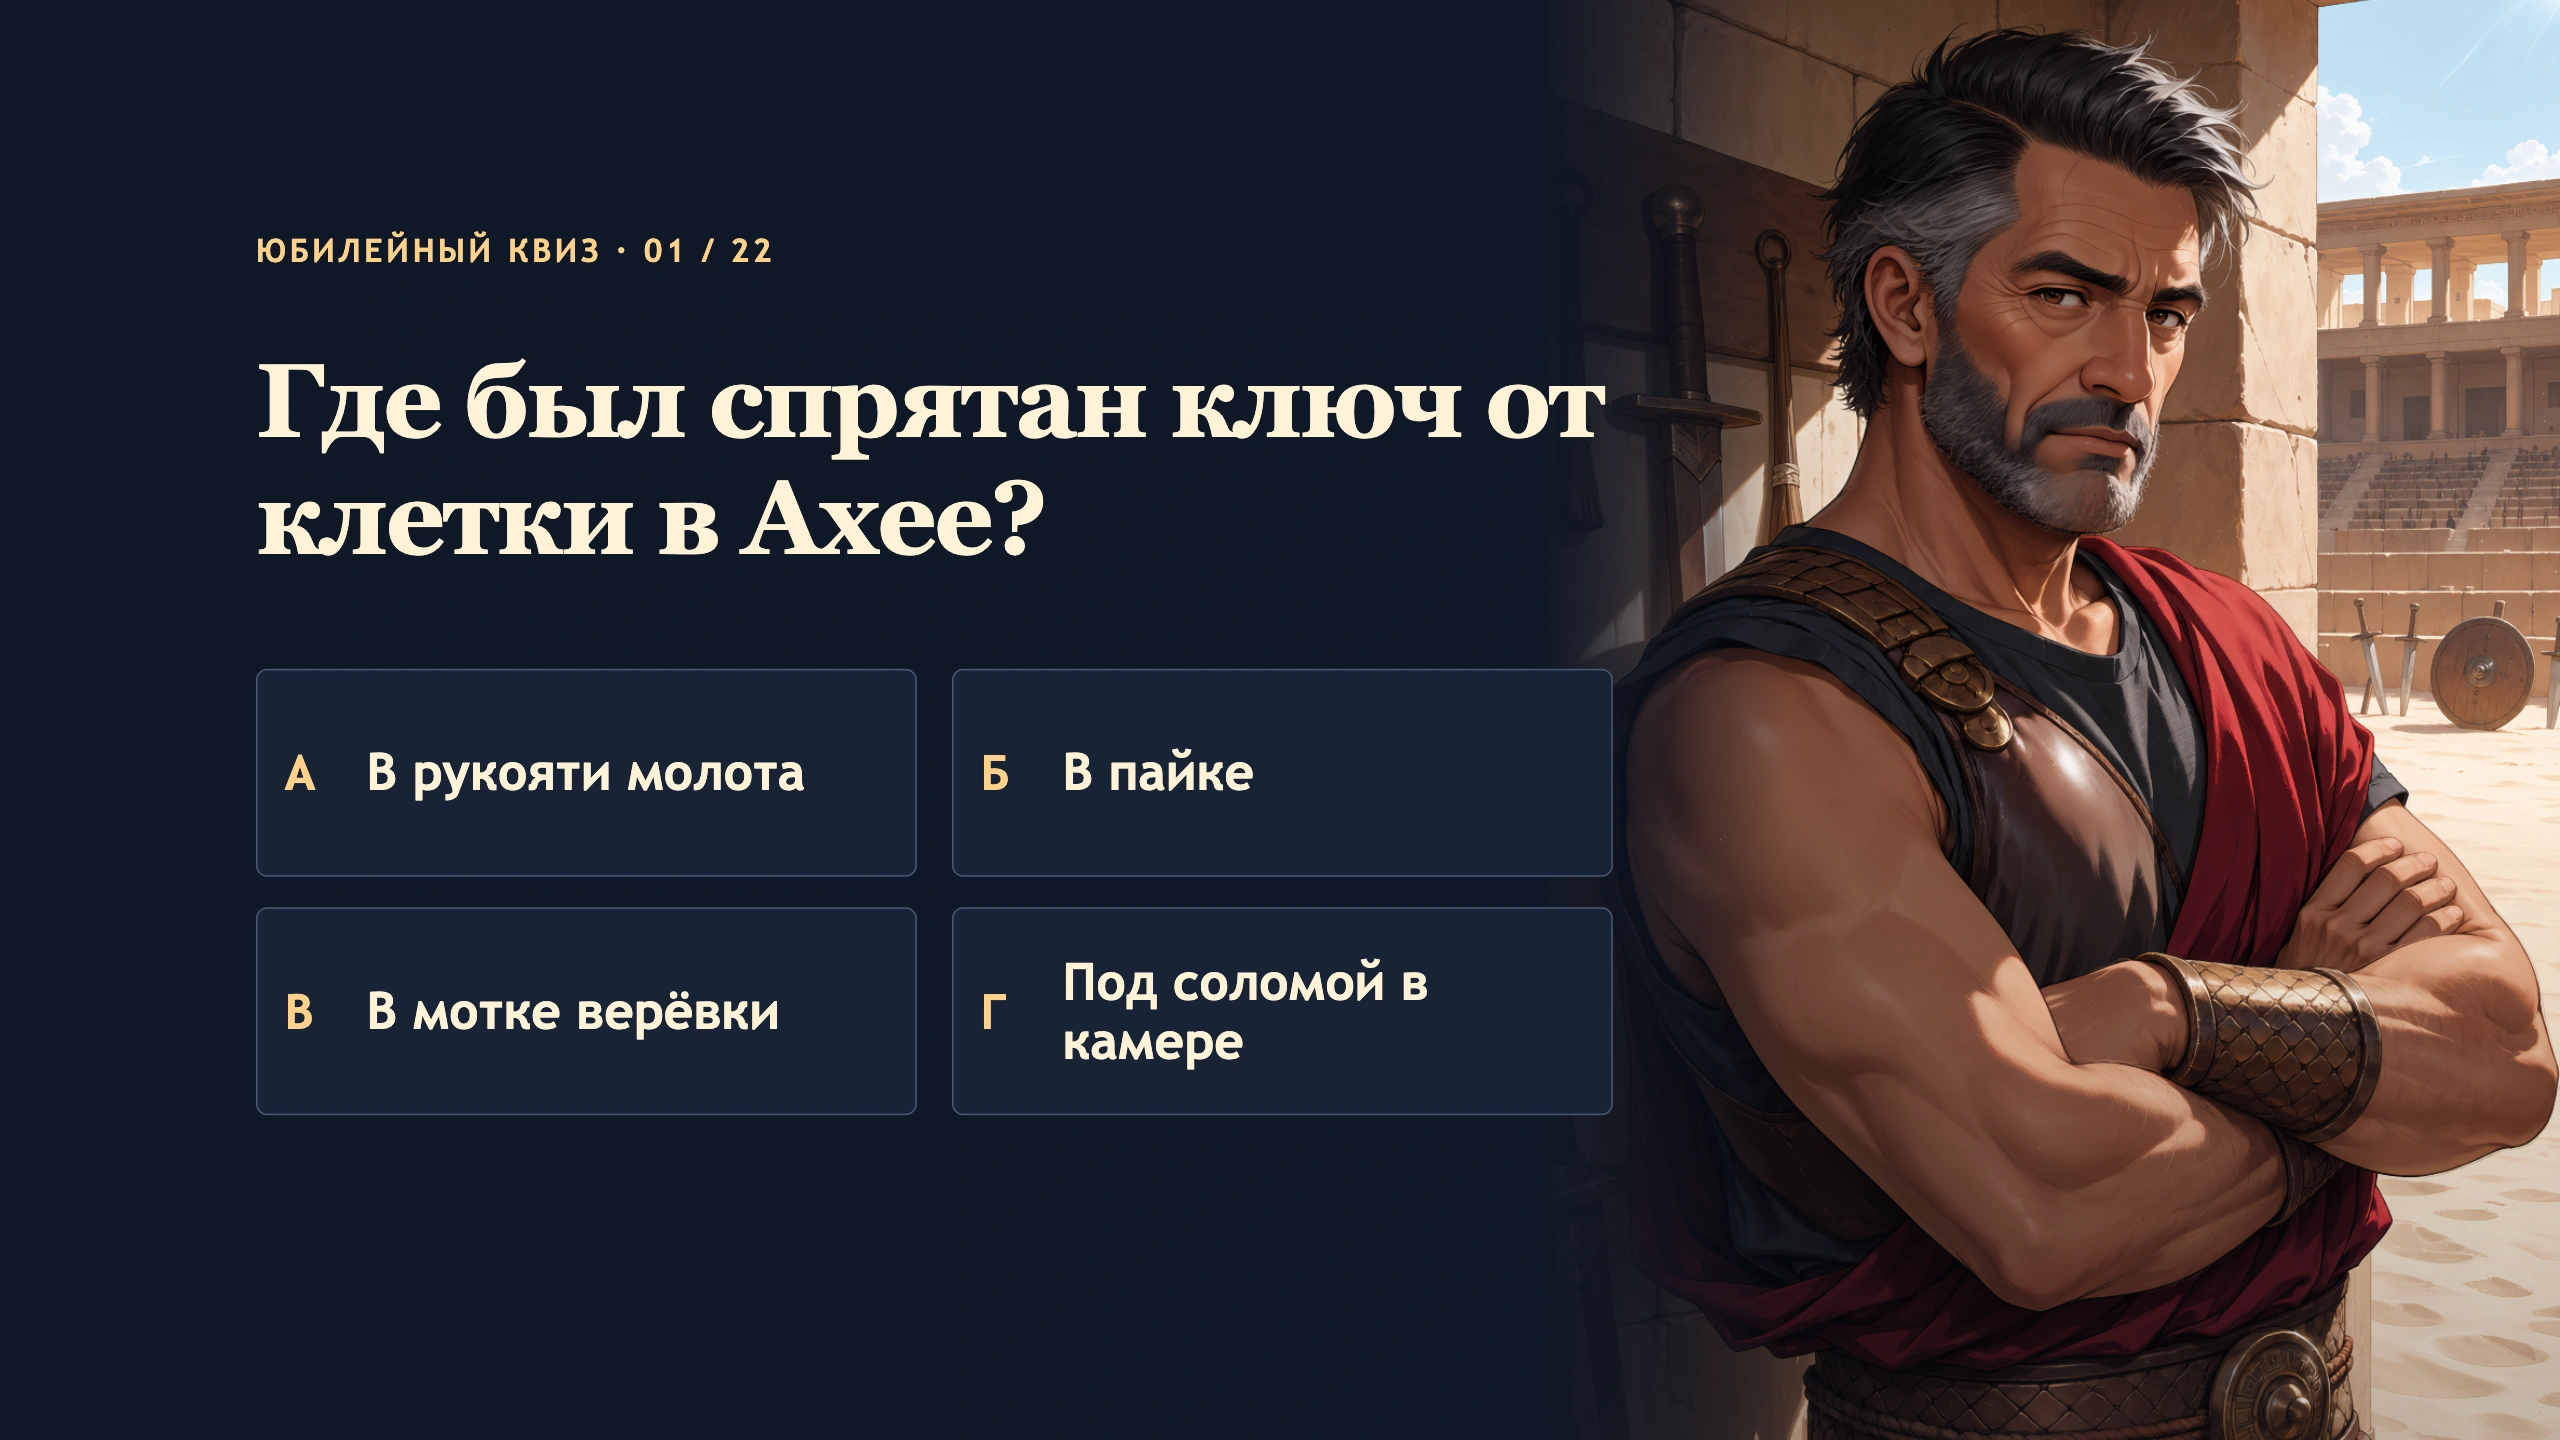 ЮБИЛЕЙНЫЙ КВИЗ · 01 / 22
Где был спрятан ключ от
клетки в Ахее?
А В рукояти молота
Б В пайке
В В мотке верёвки
Г Под соломой в
камере